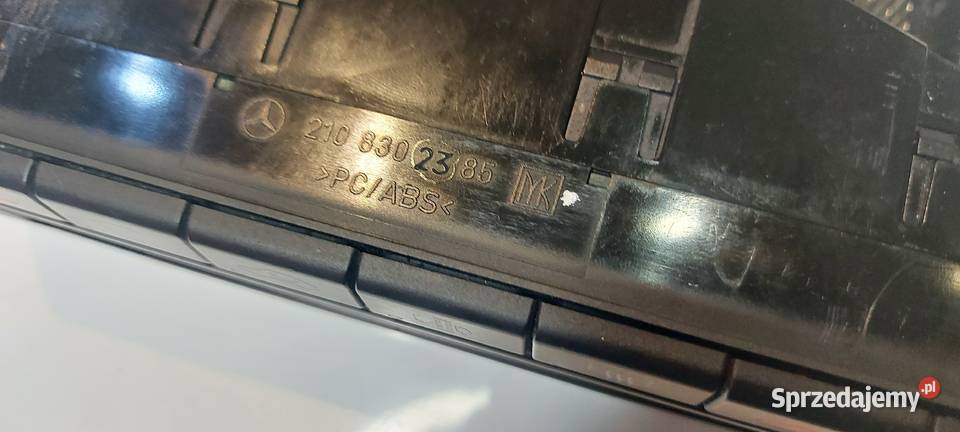 210 830 23 85
>PC/ABS<
MK
Sprzedajemy.pl